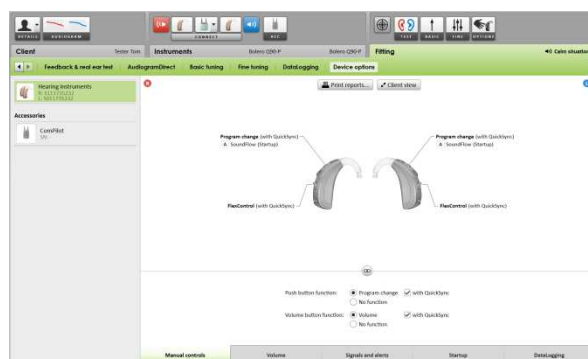 DETAILS AUDIOGRAM CONNECT ACC TEST BASIC FINE OPTIONS
Client Tester Tom Instruments Bolero Q90-P Bolero Q90-P Fitting Calm situation
Feedback & real ear test AudiogramDirect Basic tuning Fine tuning DataLogging Device options
Hearing instruments
Print reports... Client view
Accessories
ComPilot
SN: -
Program change (with QuickSync)
SoundFlow (Startup)
Program change (with QuickSync)
SoundFlow (Startup)
FlexControl (with QuickSync)
FlexControl (with QuickSync)
Push button function: Program change with QuickSync
No function
Volume button function: Volume with QuickSync
No function
Manual controls Volume Signals and alerts Startup DataLogging